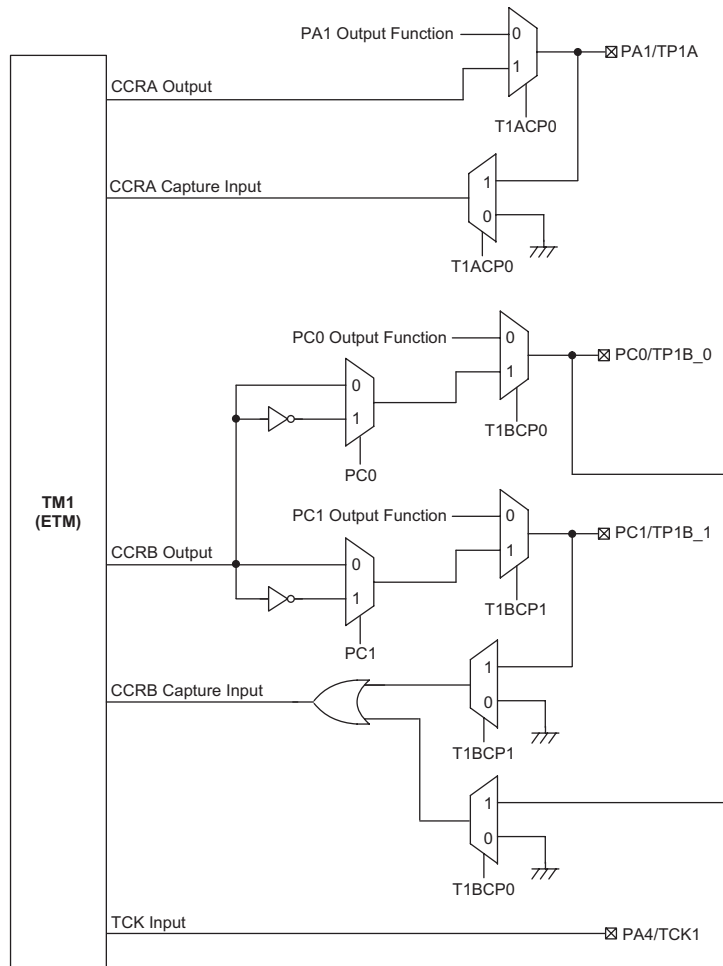 PA1 Output Function
0
PA1/TP1A
CCRA Output
1
T1ACP0
CCRA Capture Input
1
0
T1ACP0
PC0 Output Function
0
PC0/TP1B_0
0
1
1
T1BCP0
PC0
TM1
(ETM)
PC1 Output Function
0
PC1/TP1B_1
CCRB Output
0
1
1
T1BCP1
PC1
CCRB Capture Input
1
0
T1BCP1
1
0
T1BCP0
TCK Input
PA4/TCK1